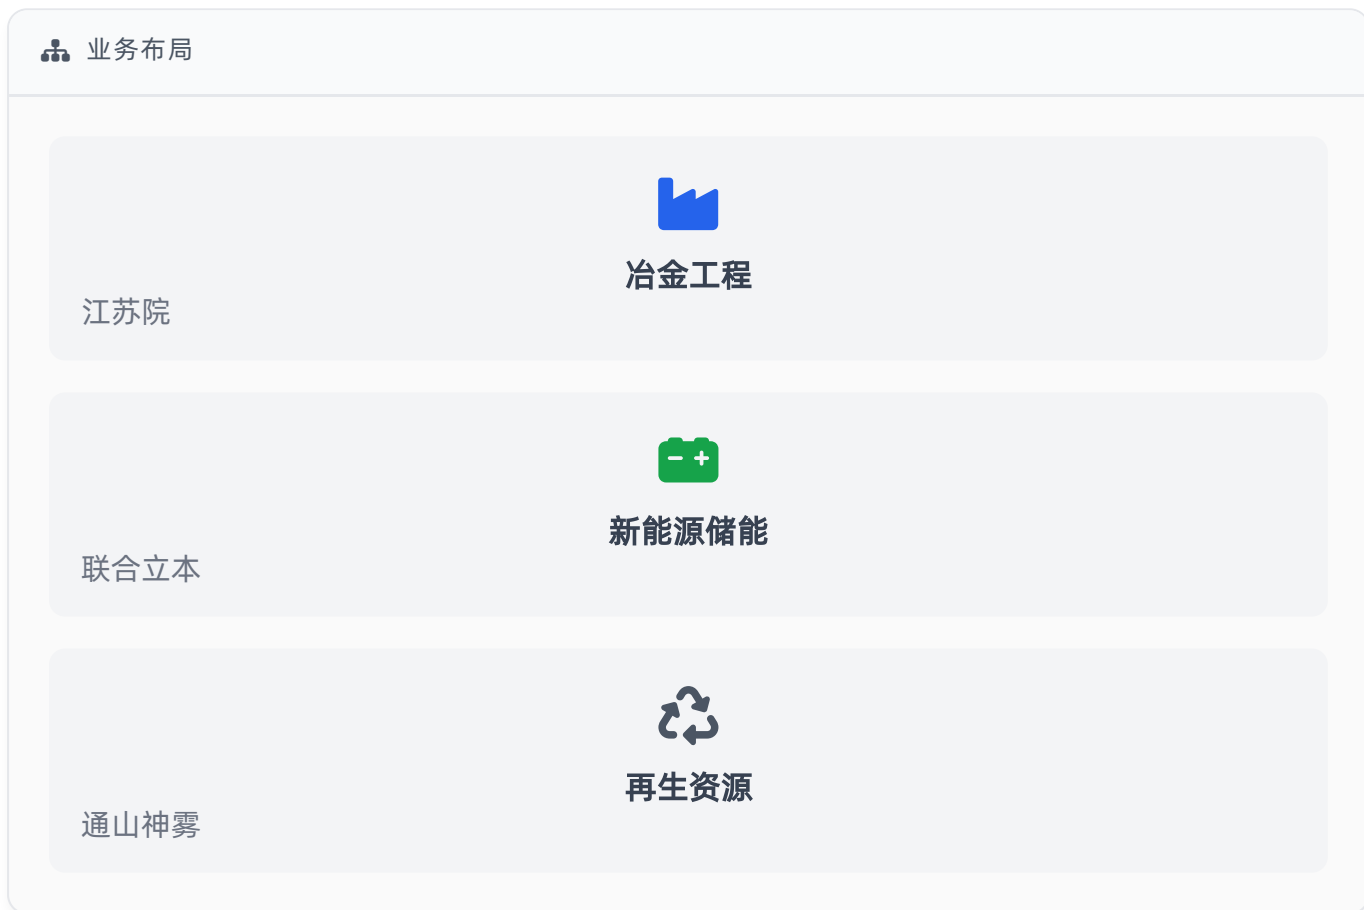 业务布局
冶金工程
江苏院
新能源储能
联合立本
再生资源
通山神雾